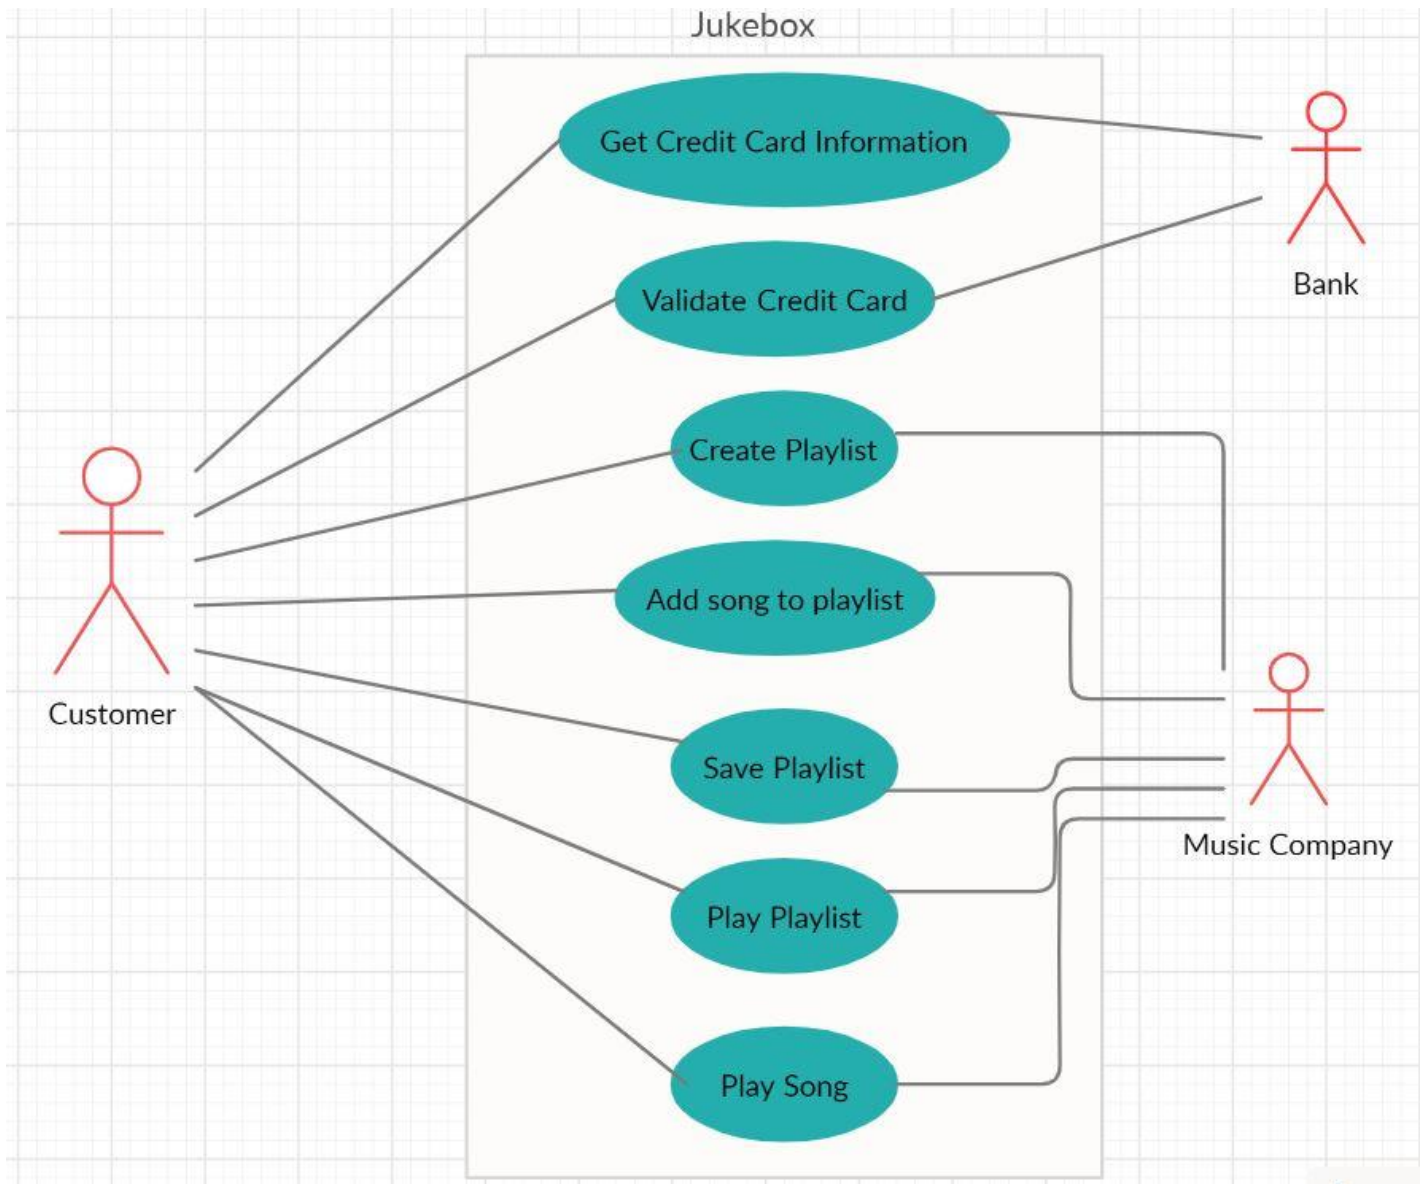 Jukebox
Get Credit Card Information
Bank
Validate Credit Card
Create Playlist
Add song to playlist
Customer
Save Playlist
Music Company
Play Playlist
Play Song